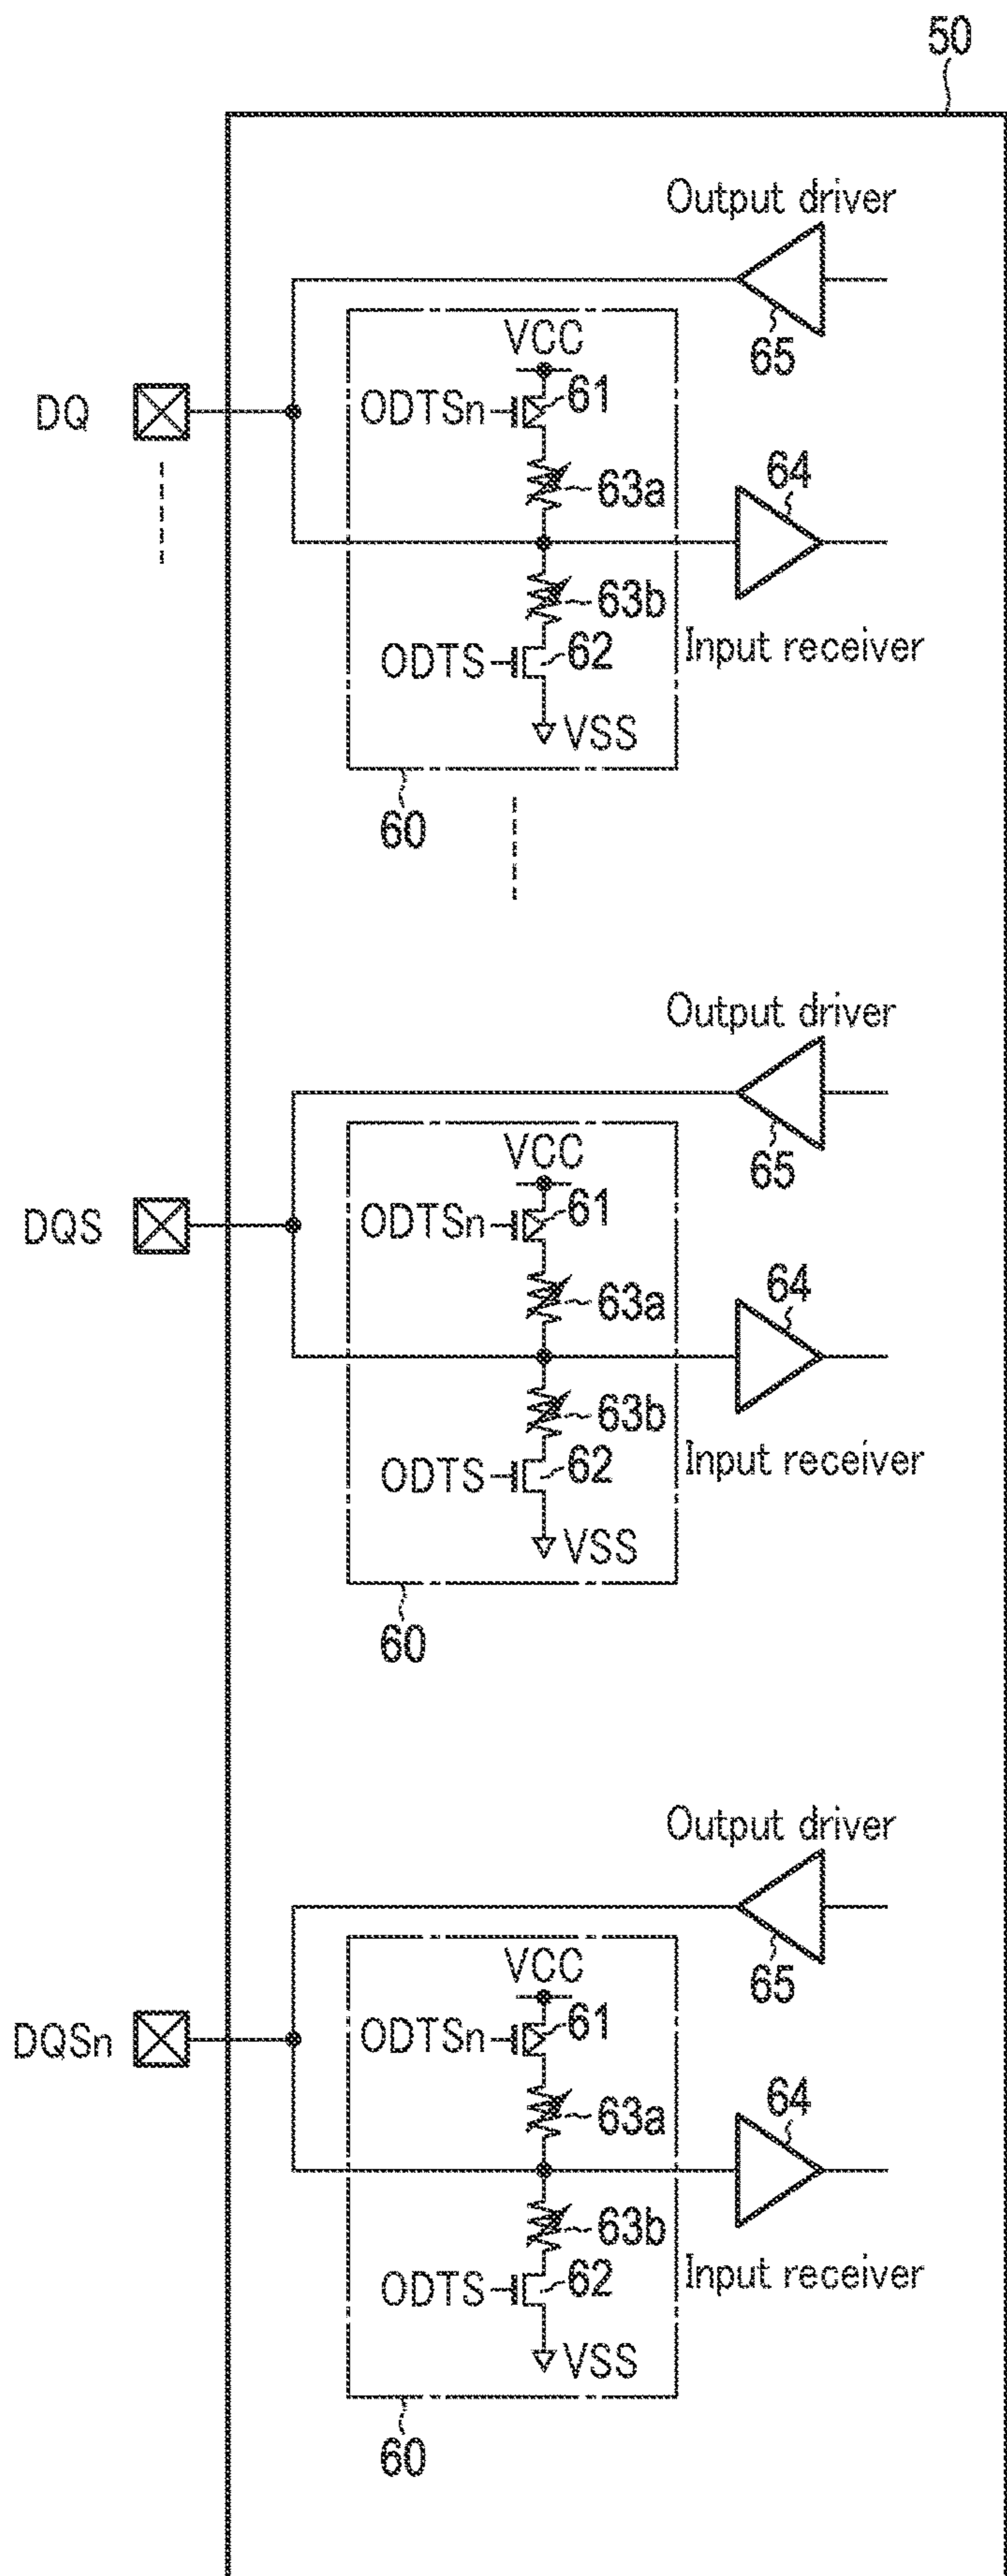 50
Output driver
65
VCC
ODTSn
61
DQ
63a
64
63b
ODTS
62
Input receiver
VSS
60
Output driver
65
VCC
ODTSn
61
DQS
63a
64
63b
ODTS
62
Input receiver
VSS
60
Output driver
65
VCC
ODTSn
61
DQSn
63a
64
63b
ODTS
62
Input receiver
VSS
60